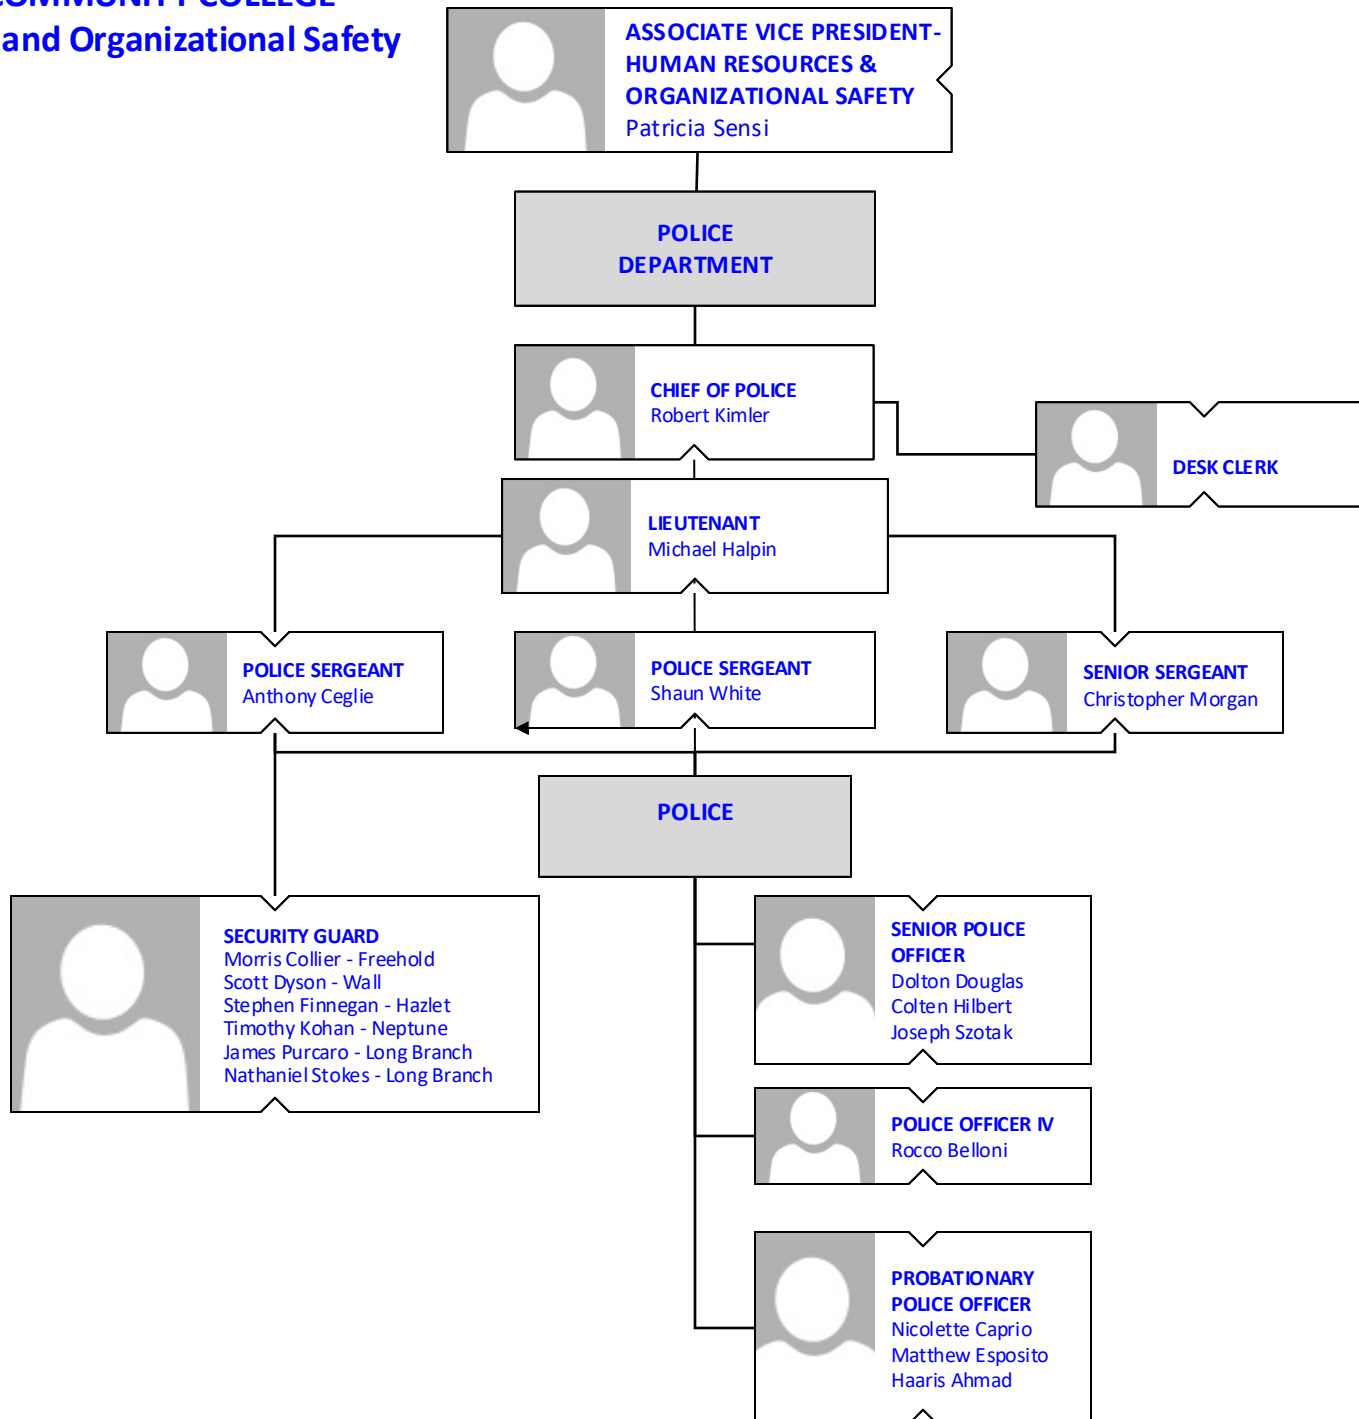 COMMUNITY COLLEGE
and Organizational Safety
ASSOCIATE VICE PRESIDENT-
HUMAN RESOURCES &
ORGANIZATIONAL SAFETY
Patricia Sensi
POLICE
DEPARTMENT
CHIEF OF POLICE
Robert Kimler
DESK CLERK
LIEUTENANT
Michael Halpin
POLICE SERGEANT
Anthony Ceglie
POLICE SERGEANT
Shaun White
SENIOR SERGEANT
Christopher Morgan
POLICE
SECURITY GUARD
Morris Collier - Freehold
Scott Dyson - Wall
Stephen Finnegan - Hazlet
Timothy Kohan - Neptune
James Purcaro - Long Branch
Nathaniel Stokes - Long Branch
SENIOR POLICE
OFFICER
Dolton Douglas
Colten Hilbert
Joseph Szotak
POLICE OFFICER IV
Rocco Belloni
PROBATIONARY
POLICE OFFICER
Nicolette Caprio
Matthew Esposito
Haaris Ahmad